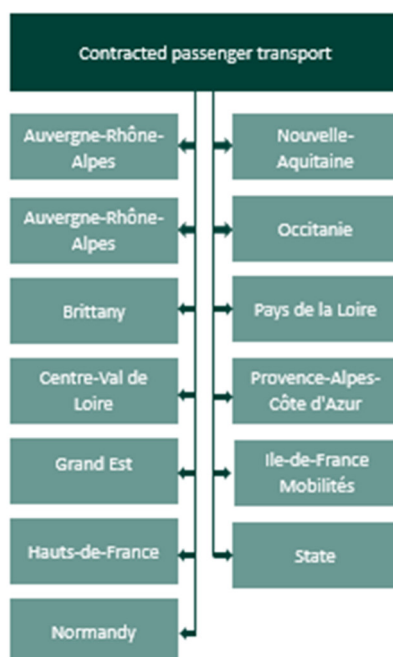 Contracted passenger transport
Auvergne-Rhône-
Alpes
Auvergne-Rhône-
Alpes
Brittany
Centre-Val de
Loire
Grand Est
Hauts-de-France
Normandy
Nouvelle-
Aquitaine
Occitanie
Pays de la Loire
Provence-Alpes-
Côte d'Azur
Ile-de-France
Mobilités
State